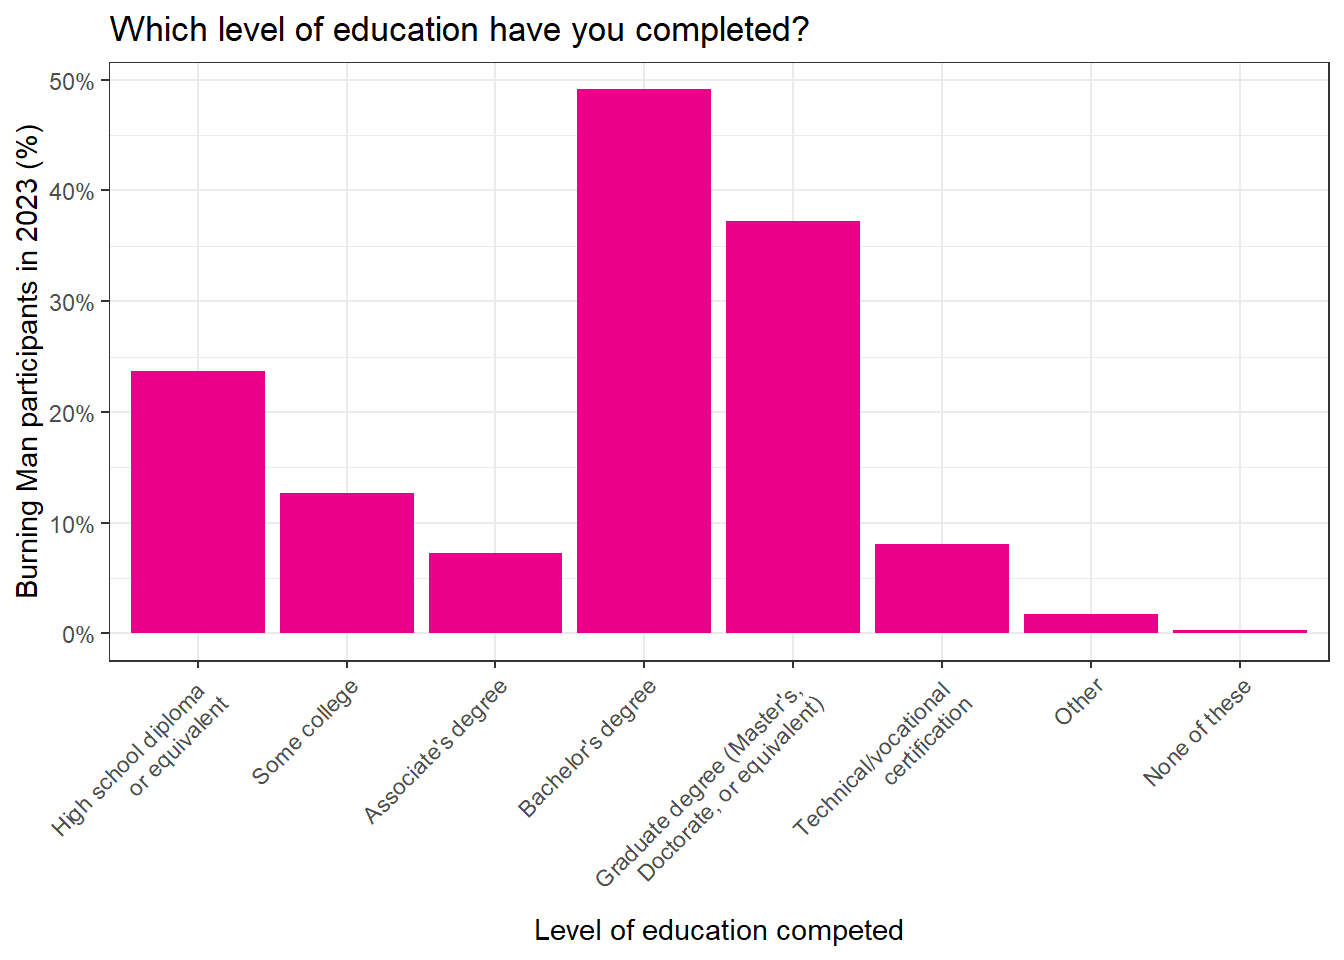 Which level of education have you completed?
Burning Man participants in 2023 (%)
50%
40%
30%
20%
10%
0%
High school diploma
or equivalent
Some college
Associate's degree
Bachelor's degree
Graduate degree (Master's,
Doctorate, or equivalent)
Technical/vocational
certification
Other
None of these
Level of education competed